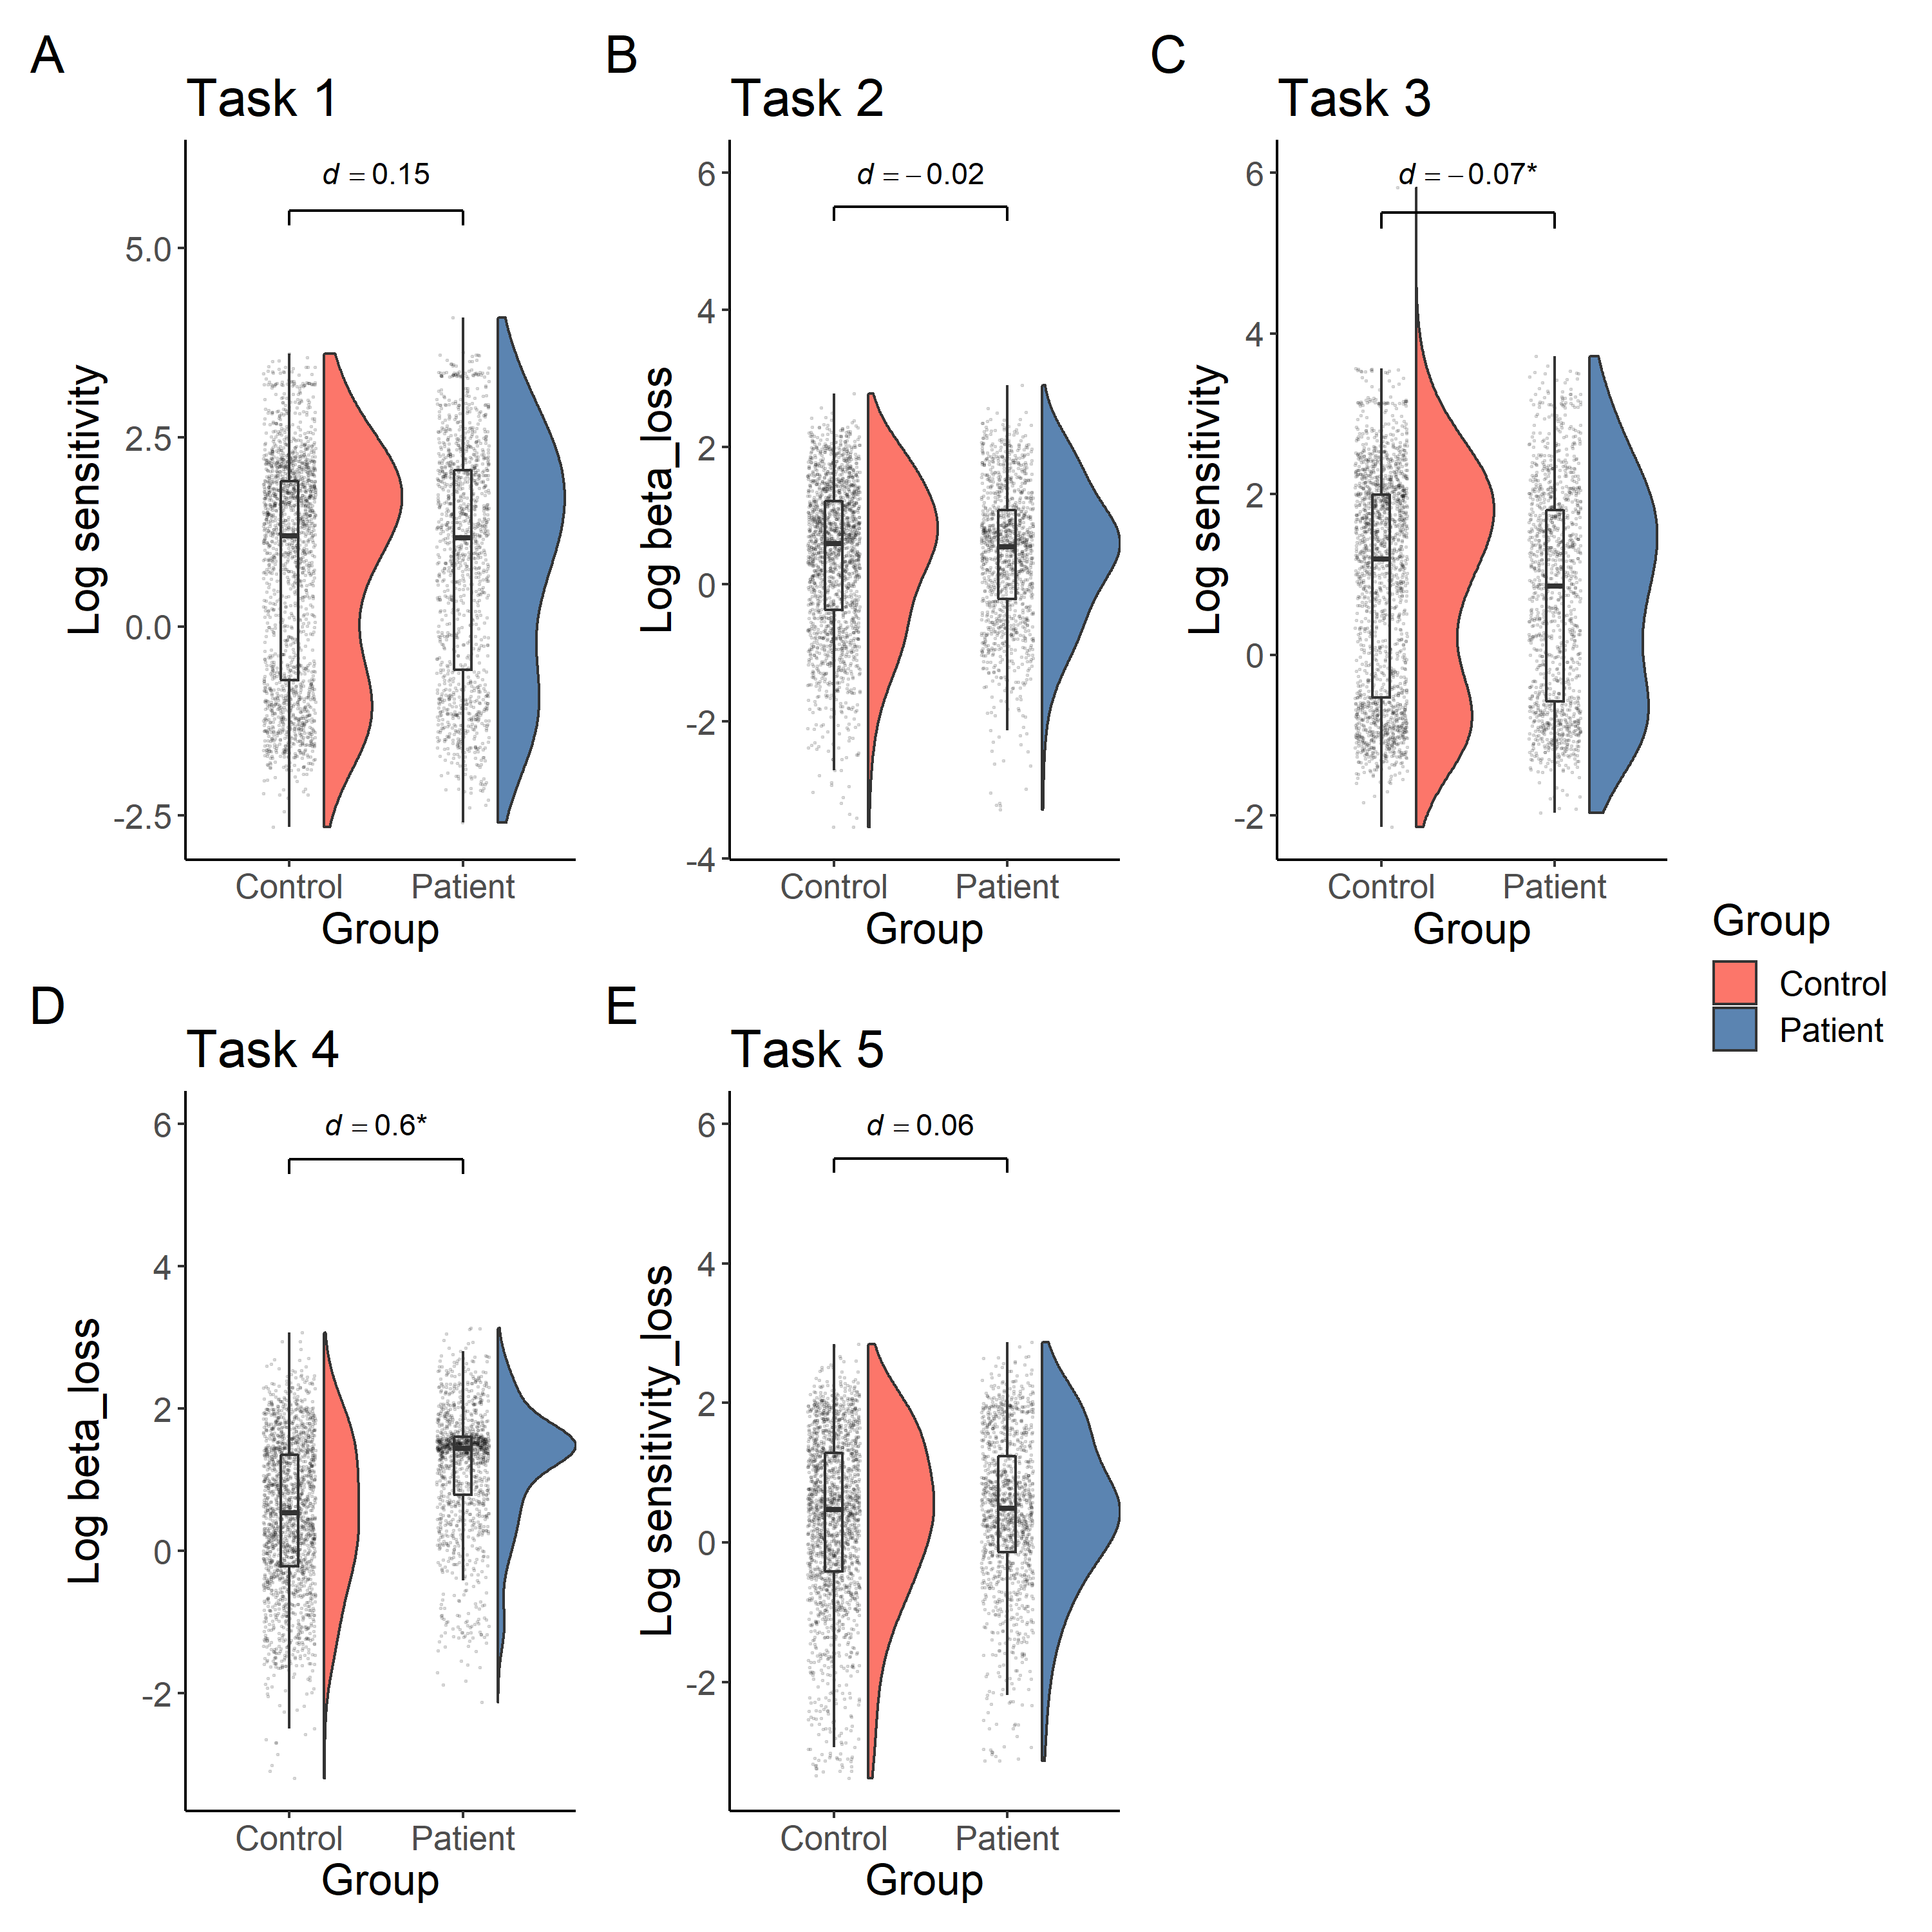 A
Task 1
d = 0.15
5.0
2.5
0.0
-2.5
Log sensitivity
Control
Patient
Group
B
Task 2
d = − 0.02
6
4
2
0
-2
-4
Log beta_loss
Control
Patient
Group
C
Task 3
d = − 0.07*
6
4
2
0
-2
Log sensitivity
Control
Patient
Group
Group
Control
Patient
D
Task 4
d = 0.6*
6
4
2
0
-2
Log beta_loss
Control
Patient
Group
E
Task 5
d = 0.06
6
4
2
0
-2
Log sensitivity_loss
Control
Patient
Group